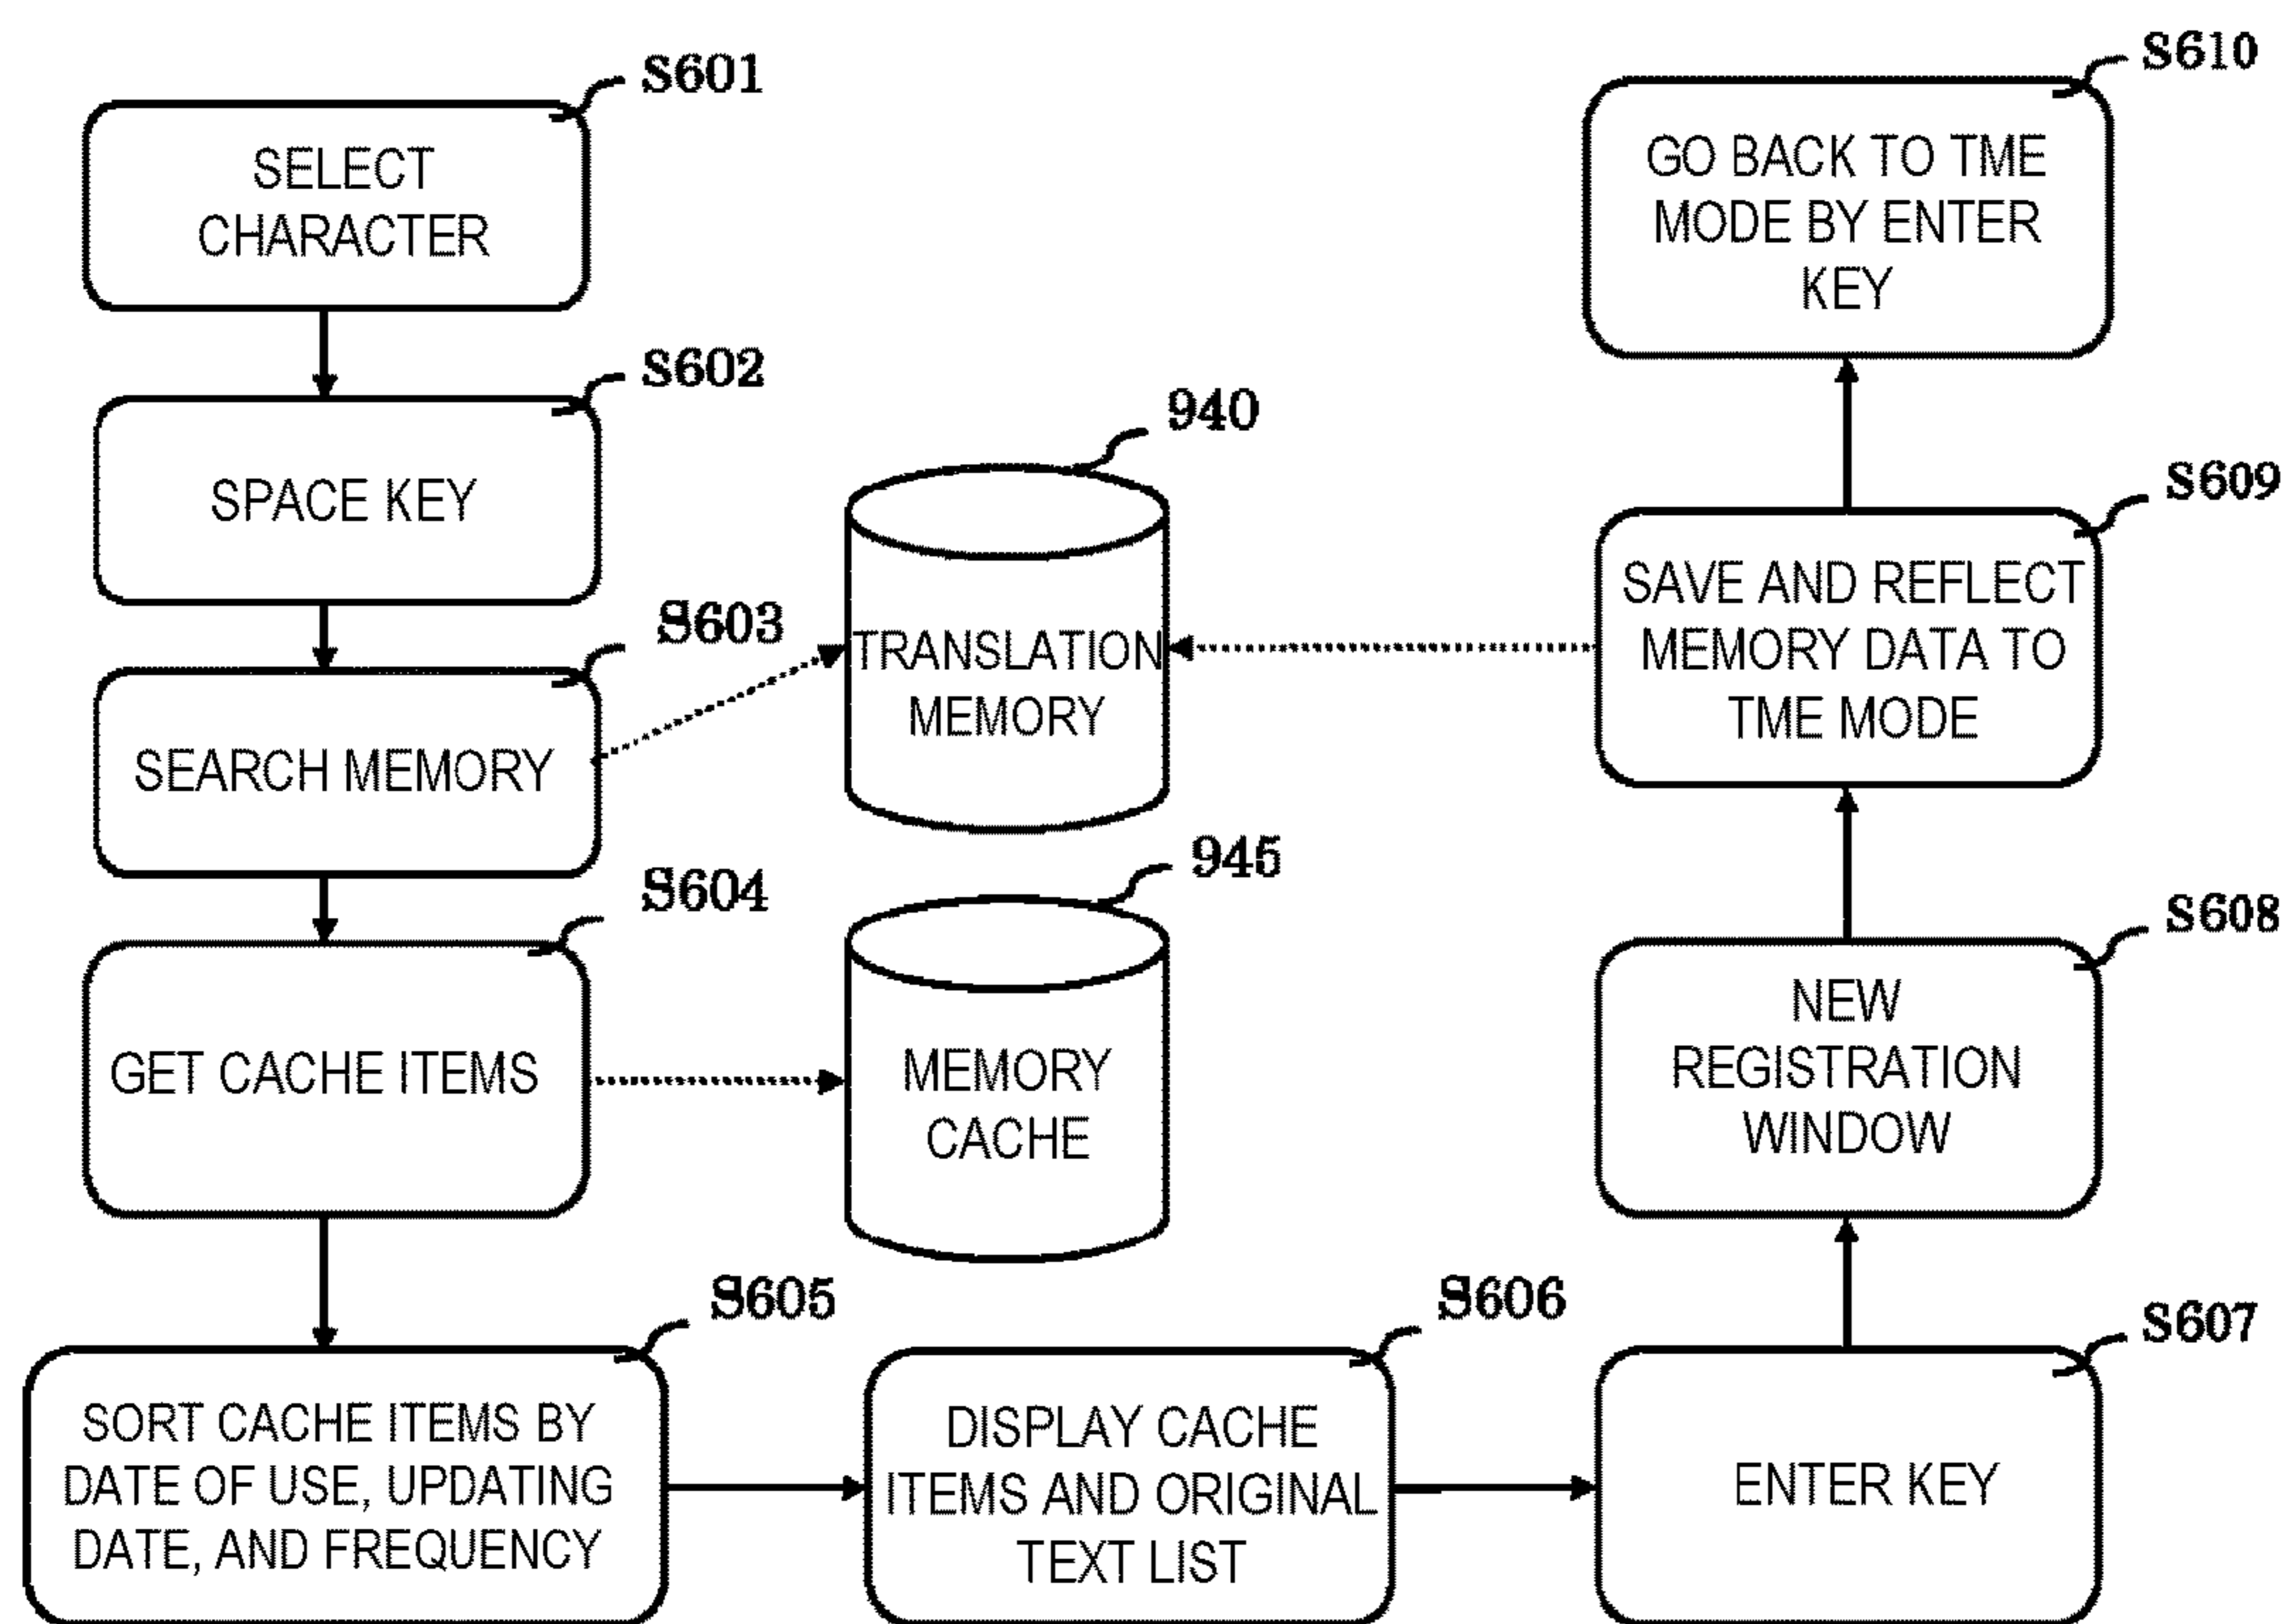 S601
SELECT
CHARACTER
S602
SPACE KEY
S603
SEARCH MEMORY
S604
GET CACHE ITEMS
S605
SORT CACHE ITEMS BY
DATE OF USE, UPDATING
DATE, AND FREQUENCY
940
TRANSLATION
MEMORY
945
MEMORY
CACHE
S606
DISPLAY CACHE
ITEMS AND ORIGINAL
TEXT LIST
S607
ENTER KEY
S608
NEW
REGISTRATION
WINDOW
S609
SAVE AND REFLECT
MEMORY DATA TO
TME MODE
S610
GO BACK TO TME
MODE BY ENTER
KEY